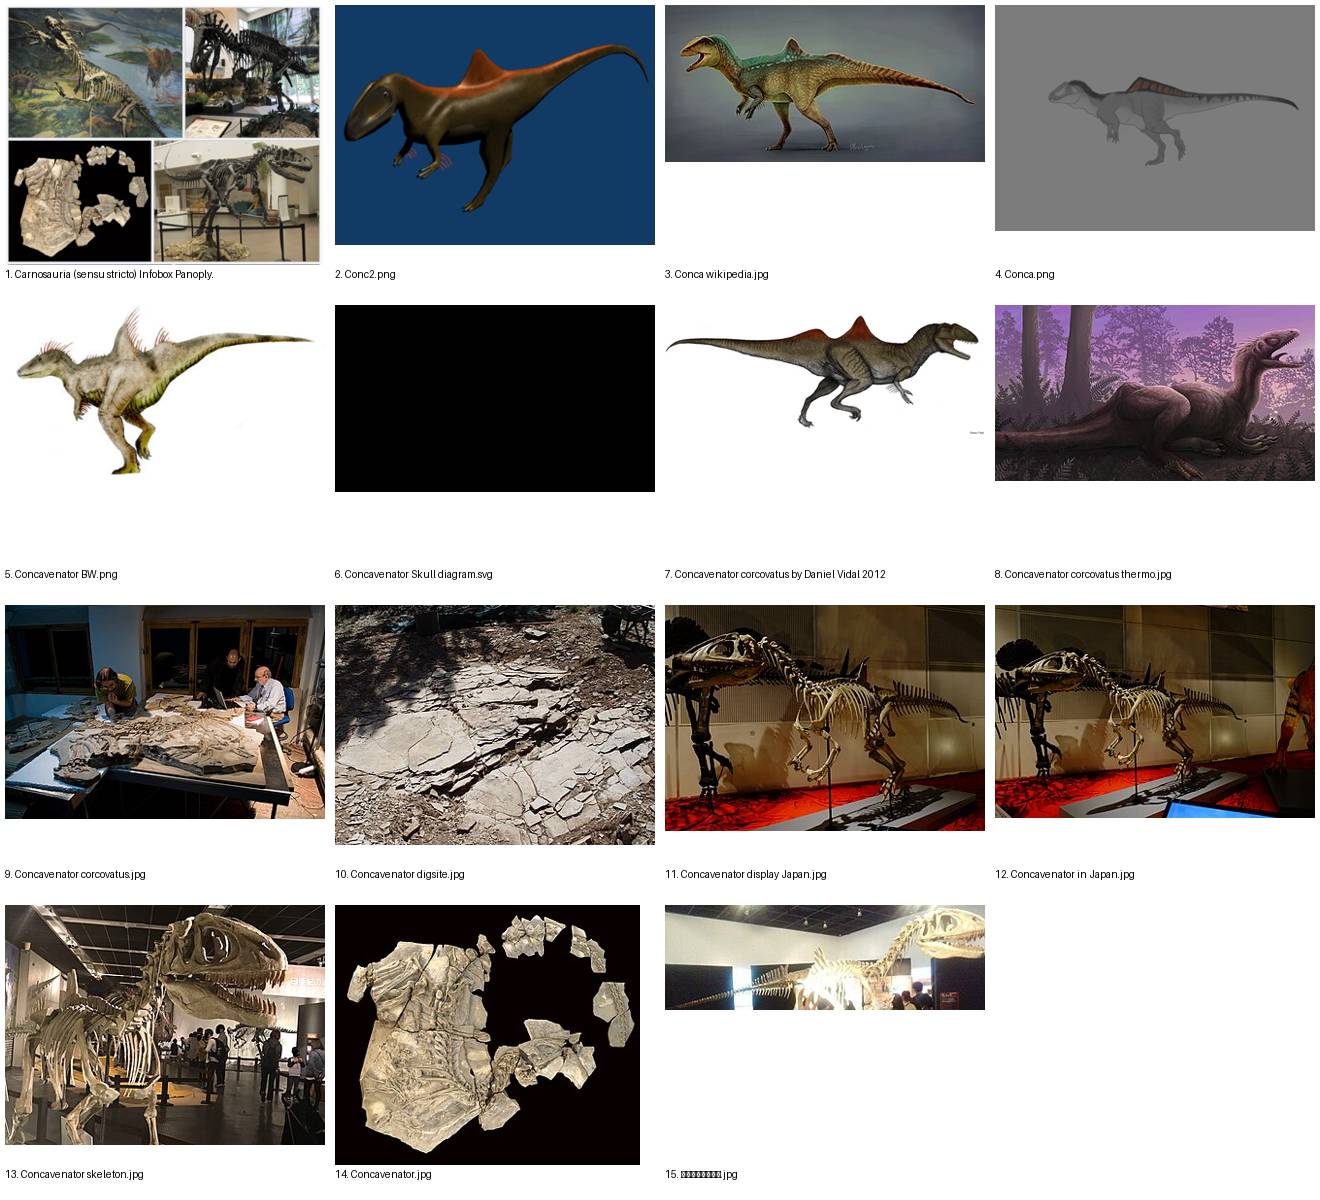 1. Carnosauria (sensu stricto) Infobox Panoply.
2. Conc2.png
3. Conca wikipedia.jpg
4. Conca.png
5. Concavenator BW.png
6. Concavenator Skull diagram.svg
7. Concavenator corcovatus by Daniel Vidal 2012
8. Concavenator corcovatus thermo.jpg
9. Concavenator corcovatus.jpg
10. Concavenator digsite.jpg
11. Concavenator display Japan.jpg
12. Concavenator in Japan.jpg
13. Concavenator skeleton.jpg
14. Concavenator.jpg
15. .jpg